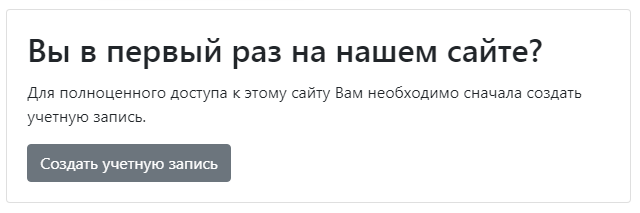 Вы в первый раз на нашем сайте?
Для полноценного доступа к этому сайту Вам необходимо сначала создать
учетную запись.
Создать учетную запись